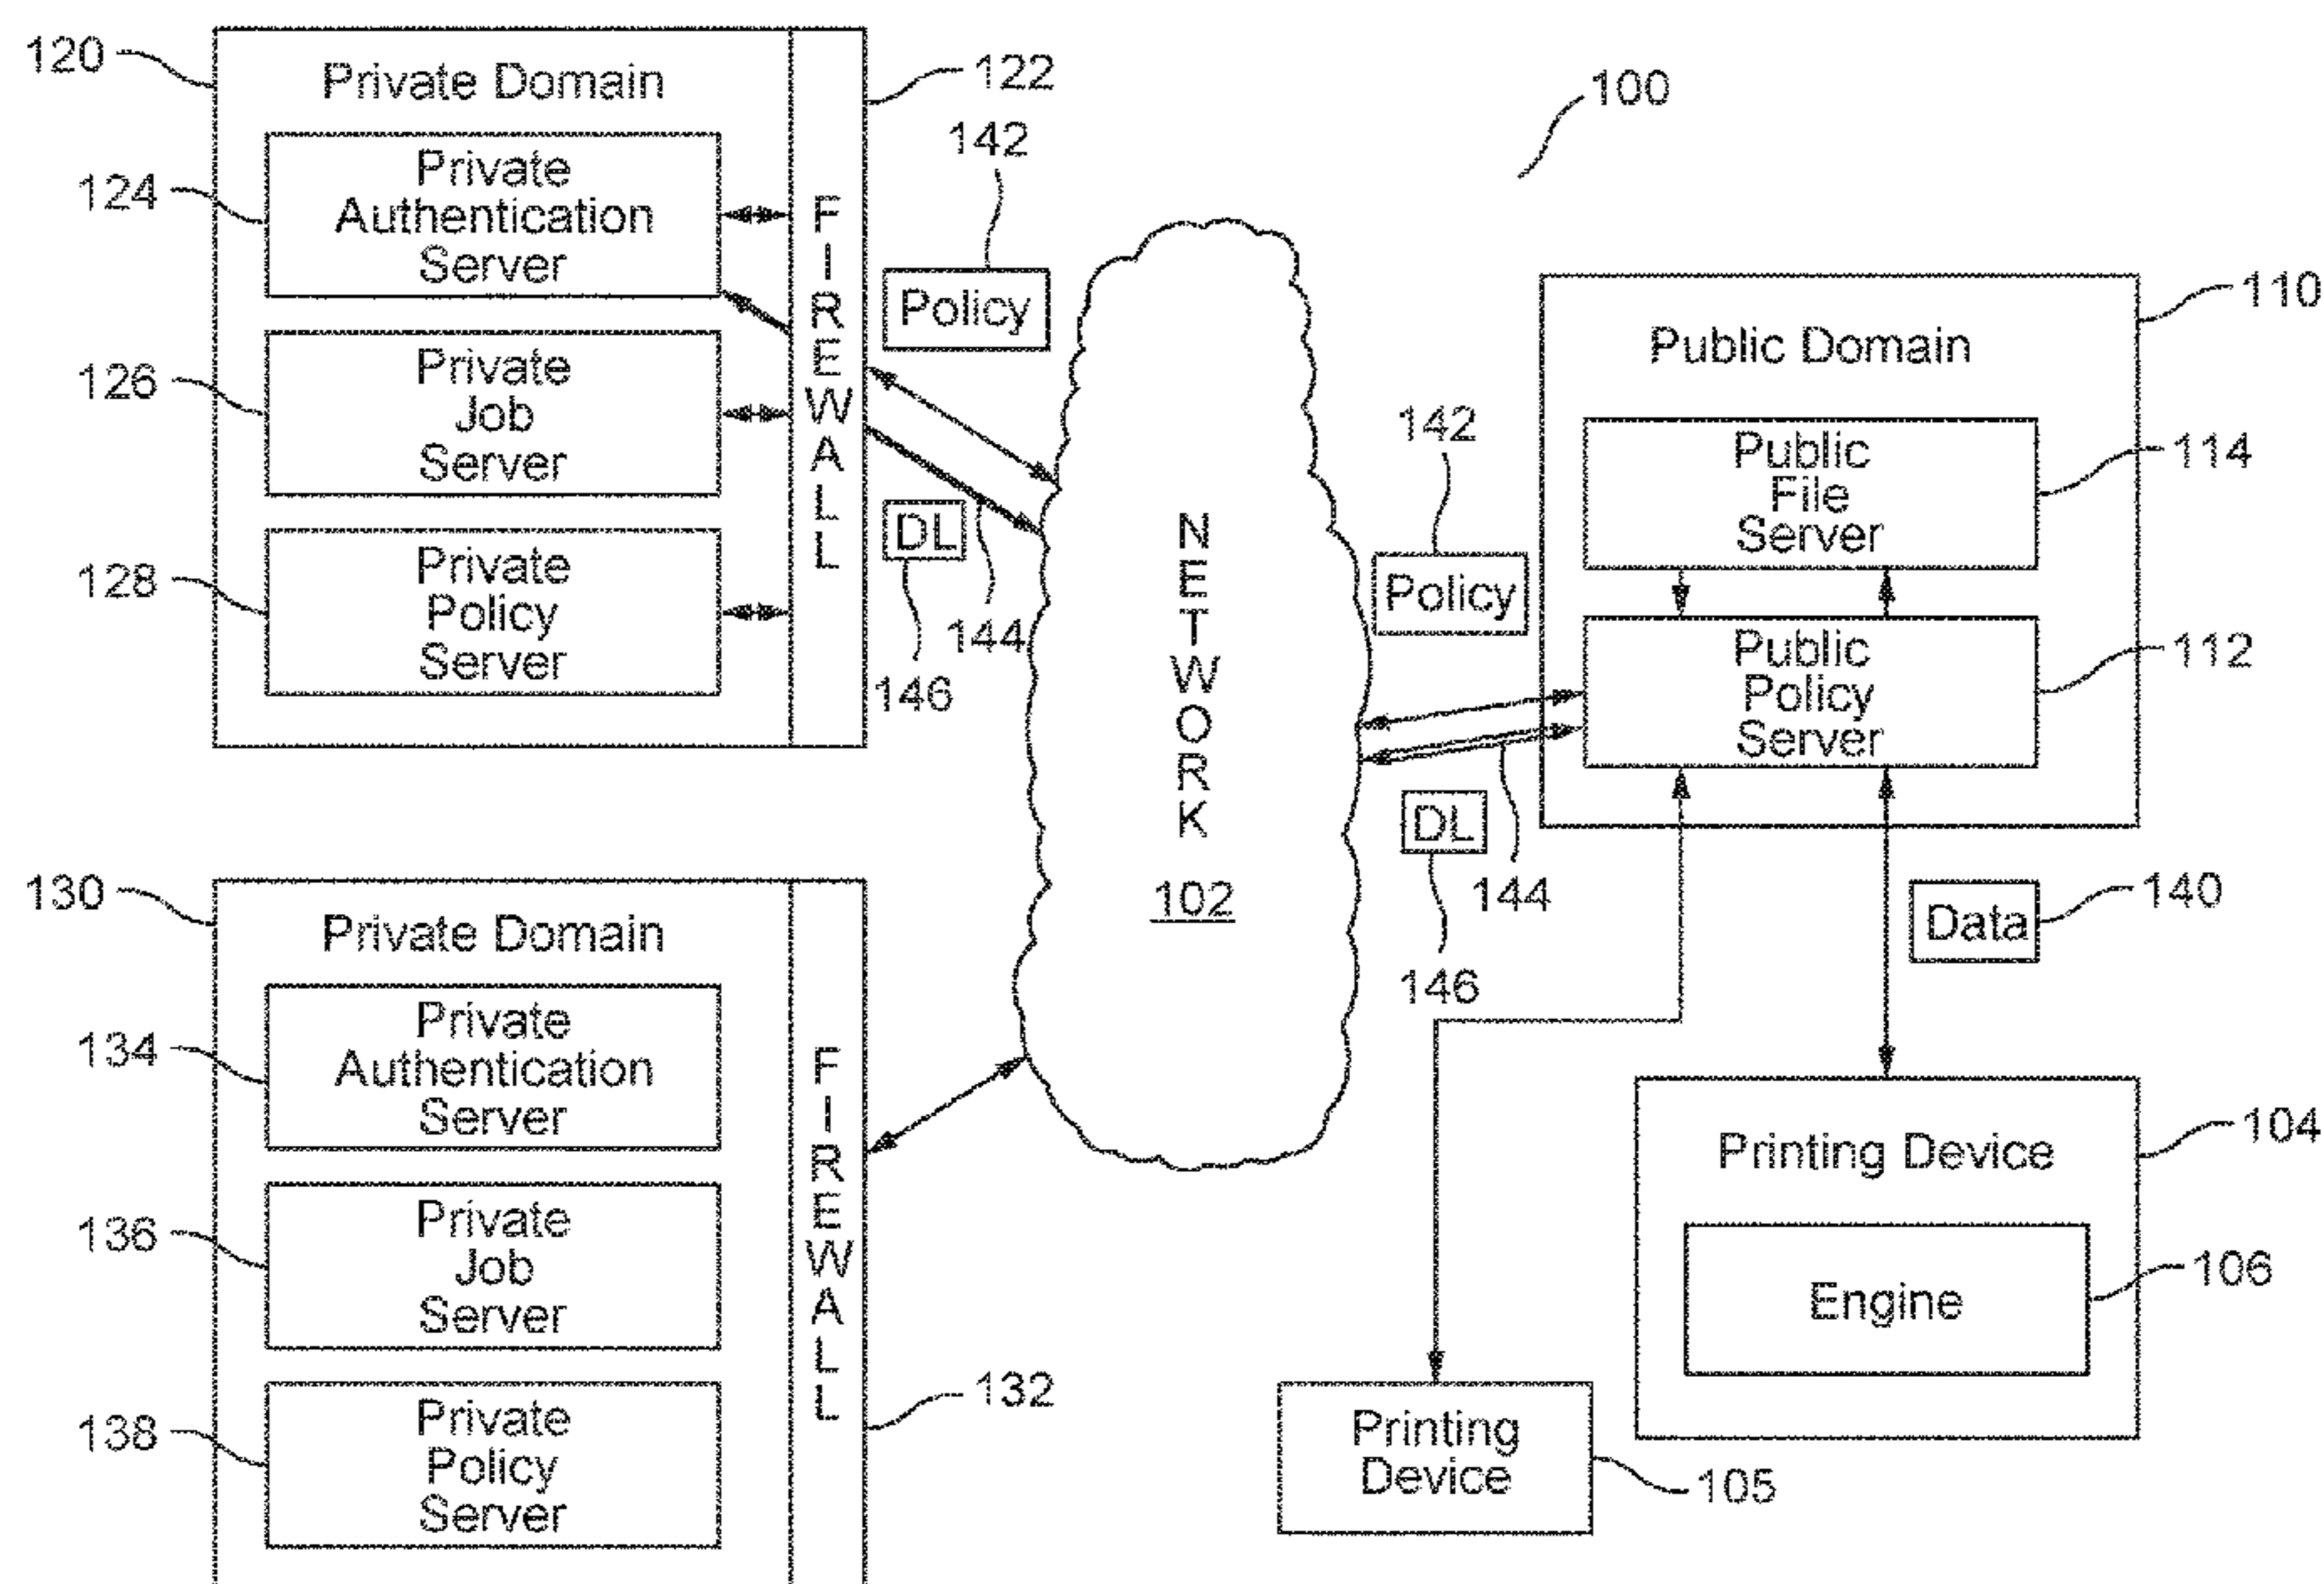 120
Private Domain
122
124
Private
Authentication
Server
126
Private
Job
Server
128
Private
Policy
Server
FIREWALL
142
Policy
DL
144
146
100
NETWORK
102
142
Policy
DL
144
146
110
Public Domain
Public
File
Server
114
Public
Policy
Server
112
Data
140
130
Private Domain
134
Private
Authentication
Server
136
Private
Job
Server
138
Private
Policy
Server
FIREWALL
132
Printing Device
104
Engine
106
Printing
Device
105